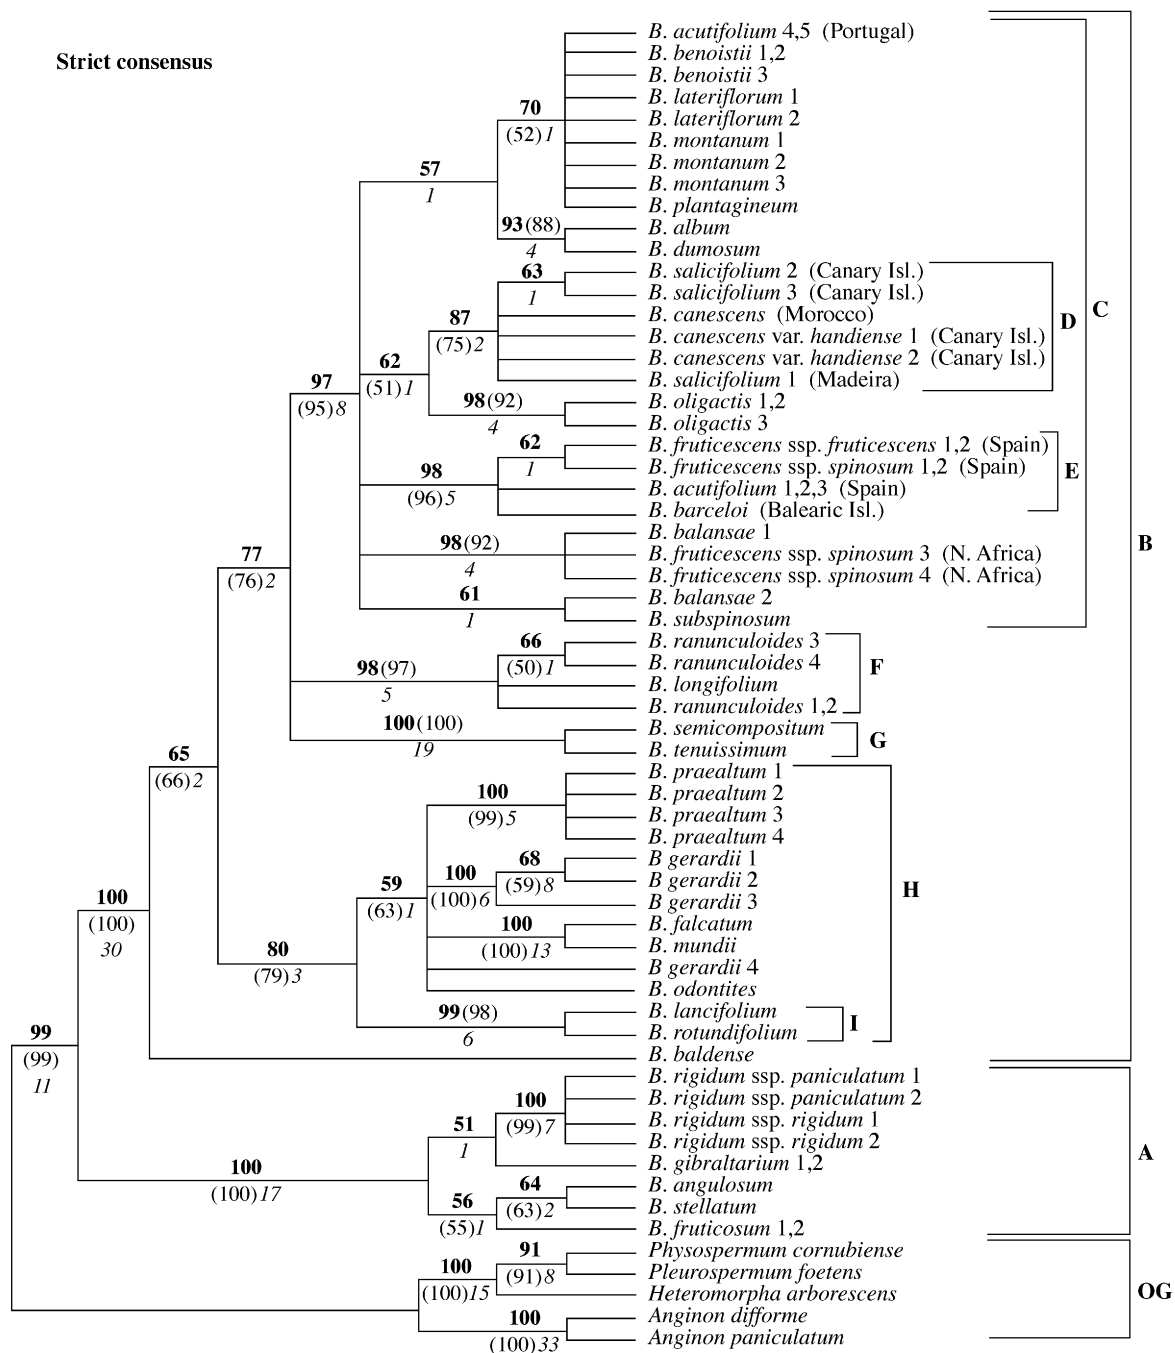 Strict consensus
B. acutifolium 4,5 (Portugal)
B. benoistii 1,2
B. benoistii 3
B. lateriflorum 1
70
B. lateriflorum 2
(52) 1
B. montanum 1
B. montanum 2
57
B. montanum 3
1
B. plantagineum
93 (88)
B. album
4
B. dumosum
63
B. salicifolium 2 (Canary Isl.)
1
B. salicifolium 3 (Canary Isl.)
C
87
B. canescens (Morocco)
D
(75) 2
B. canescens var. handiense 1 (Canary Isl.)
62
B. canescens var. handiense 2 (Canary Isl.)
97
(51) 1
B. salicifolium 1 (Madeira)
(95) 8
98 (92)
B. oligactis 1,2
4
B. oligactis 3
62
B. fruticescens ssp. fruticescens 1,2 (Spain)
1
B. fruticescens ssp. spinosum 1,2 (Spain)
E
98
B. acutifolium 1,2,3 (Spain)
(96) 5
B. barceloi (Balearic Isl.)
B. balansae 1
98 (92)
B
77
B. fruticescens ssp. spinosum 3 (N. Africa)
(76) 2
4
B. fruticescens ssp. spinosum 4 (N. Africa)
61
B. balansae 2
1
B. subspinosum
66
B. ranunculoides 3
98 (97)
(50) 1
B. ranunculoides 4
F
5
B. longifolium
B. ranunculoides 1,2
100 (100)
B. semicompositum
G
19
B. tenuissimum
65
B. praealtum 1
(66) 2
100
B. praealtum 2
(99) 5
B. praealtum 3
B. praealtum 4
68
B gerardii 1
100
59
B gerardii 2
(100) 6
(59) 8
H
100
(63) 1
B gerardii 3
(100)
100
B. falcatum
30
80
(100) 13
B. mundii
(79) 3
B gerardii 4
B. odontites
99 (98)
B. lancifolium
I
99
6
B. rotundifolium
(99)
B. baldense
11
B. rigidum ssp. paniculatum 1
100
B. rigidum ssp. paniculatum 2
51
(99) 7
B. rigidum ssp. rigidum 1
1
B. rigidum ssp. rigidum 2
A
100
B. gibraltarium 1,2
(100) 17
64
B. angulosum
56
(63) 2
B. stellatum
(55) 1
B. fruticosum 1,2
91
Physospermum cornubiense
100
(91) 8
Pleurospermum foetens
(100) 15
Heteromorpha arborescens
OG
100
Anginon difforme
(100) 33
Anginon paniculatum